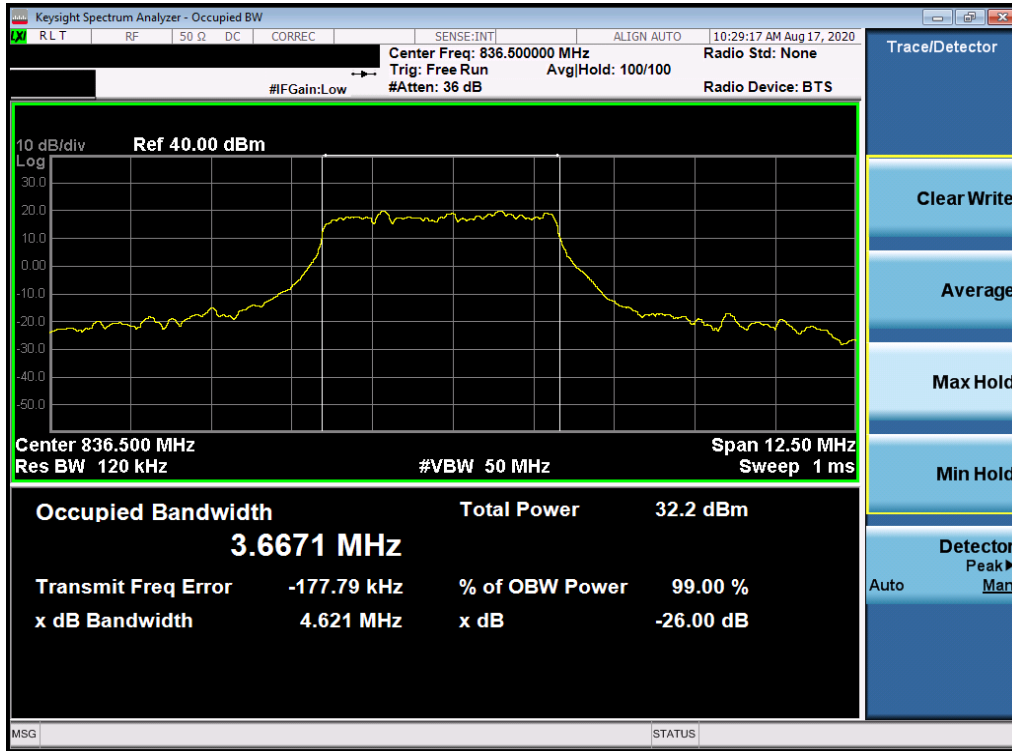 Keysight Spectrum Analyzer - Occupied BW
LXI RLT RF 50 Ω DC CORREC SENSE:INT ALIGN AUTO 10:29:17 AM Aug 17, 2020
Center Freq: 836.500000 MHz Radio Std: None
Trig: Free Run Avg|Hold: 100/100
#IFGain:Low #Atten: 36 dB Radio Device: BTS
10 dB/div Ref 40.00 dBm
Log
30.0
20.0
10.0
0.00
-10.0
-20.0
-30.0
-40.0
-50.0
Center 836.500 MHz Span 12.50 MHz
Res BW 120 kHz #VBW 50 MHz Sweep 1 ms
Occupied Bandwidth Total Power 32.2 dBm
3.6671 MHz
Transmit Freq Error -177.79 kHz % of OBW Power 99.00 %
x dB Bandwidth 4.621 MHz x dB -26.00 dB
MSG STATUS
Trace/Detector
Clear Write
Average
Max Hold
Min Hold
Detector
Peak▶
Auto Man